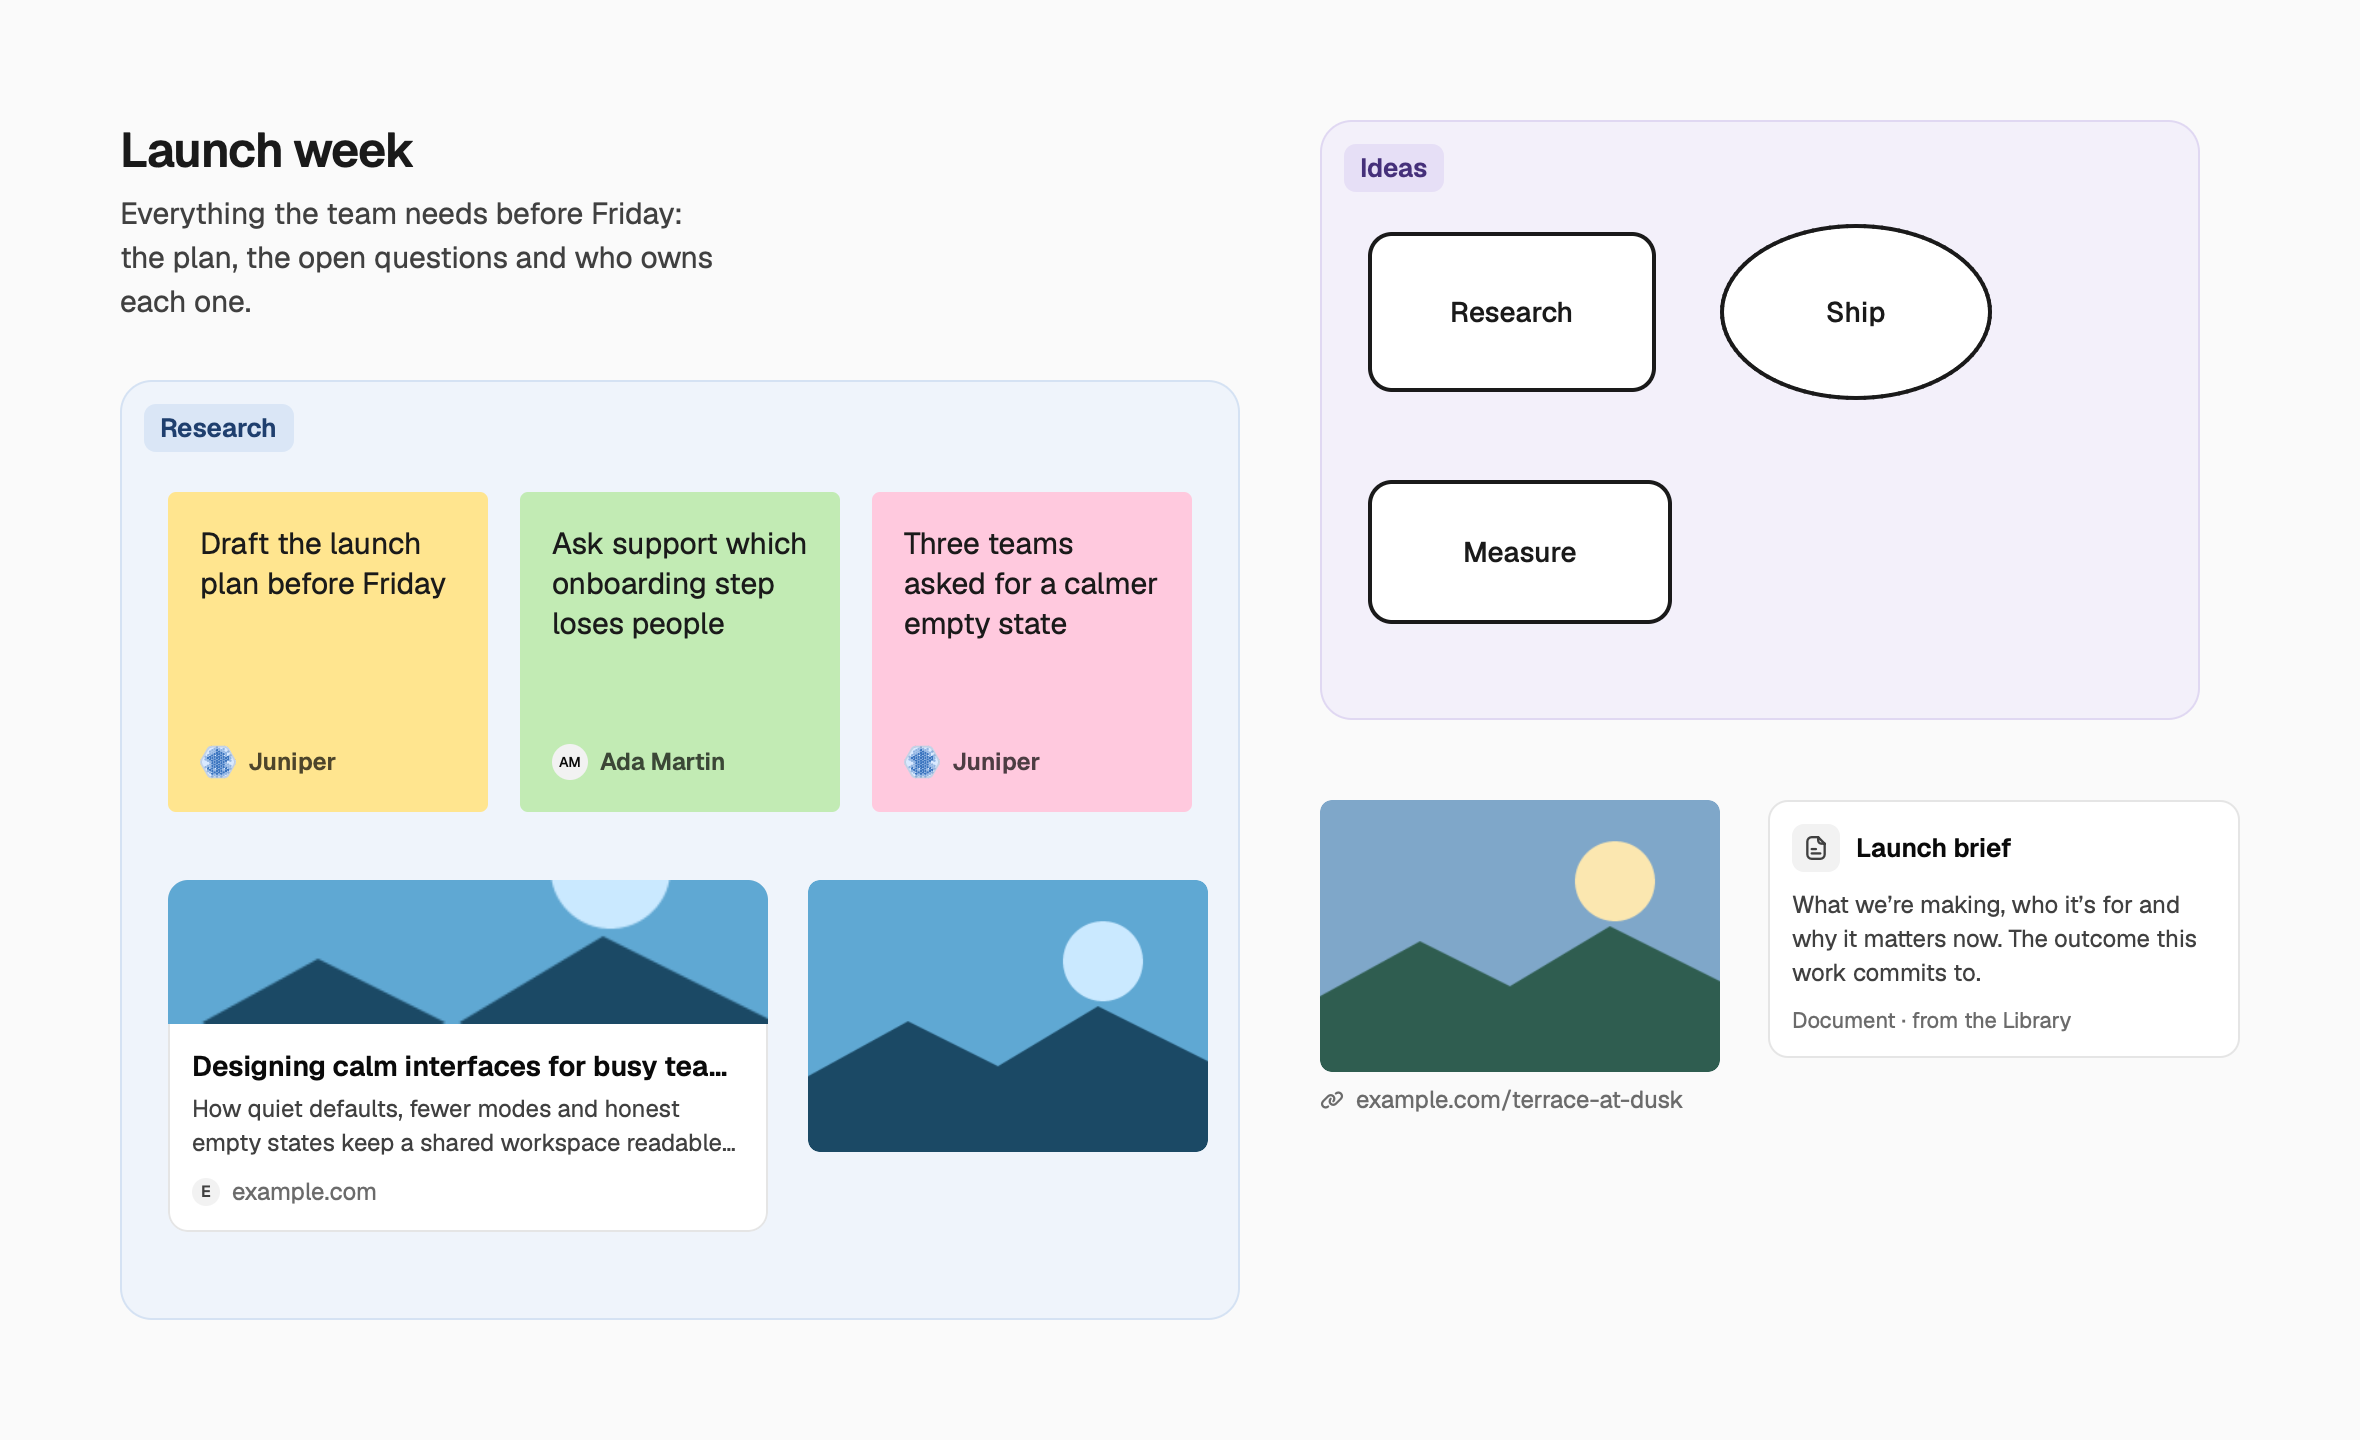 Launch week
Everything the team needs before Friday:
the plan, the open questions and who owns
each one.
Research
Draft the launch
plan before Friday
Juniper
Ask support which
onboarding step
loses people
AM
Ada Martin
Three teams
asked for a calmer
empty state
Juniper
Designing calm interfaces for busy tea…
How quiet defaults, fewer modes and honest
empty states keep a shared workspace readable…
E
example.com
Ideas
Research
Ship
Measure
example.com/terrace-at-dusk
Launch brief
What we’re making, who it’s for and
why it matters now. The outcome this
work commits to.
Document · from the Library